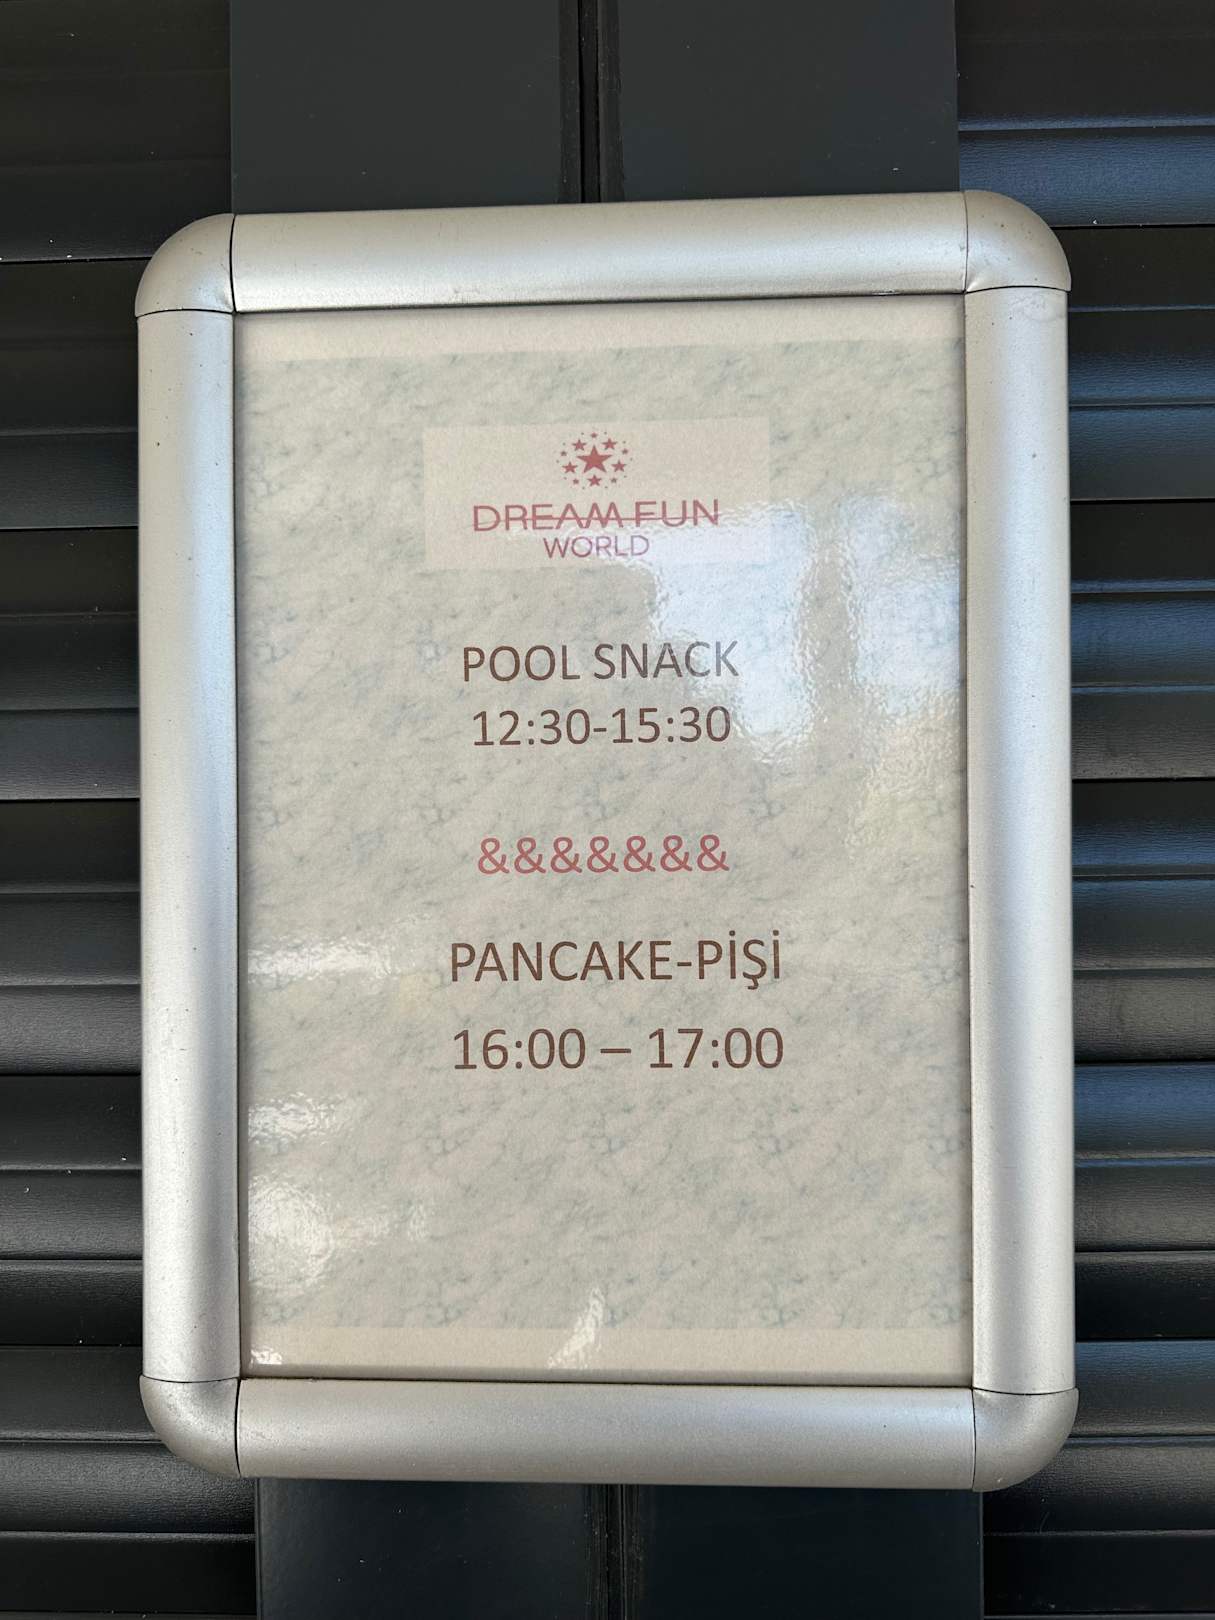 DREAM FUN
WORLD
POOL SNACK
12:30-15:30
&&&&&&&
PANCAKE-PİŞİ
16:00 – 17:00